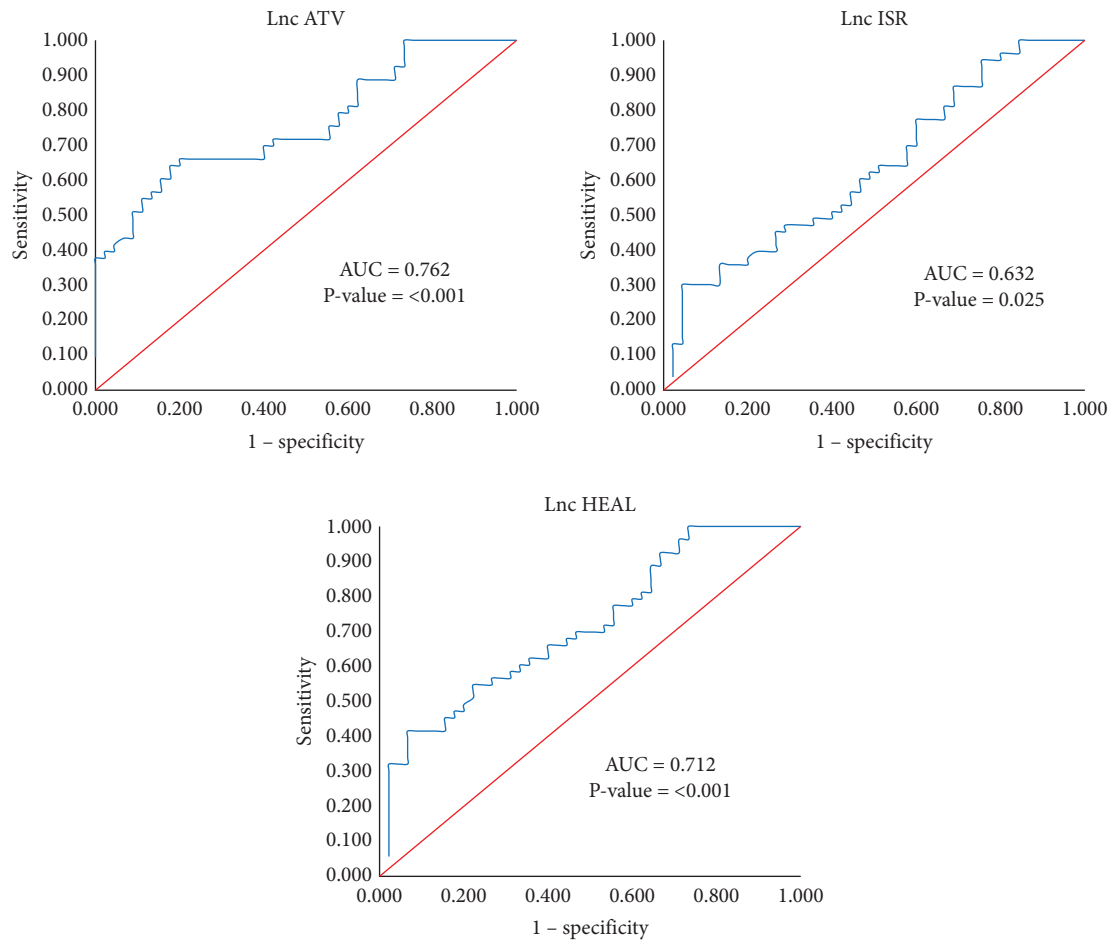 Lnc ATV
1.000
0.900
0.800
0.700
0.600
0.500
0.400
0.300
0.200
0.100
0.000
Sensitivity
AUC = 0.762
P-value = <0.001
0.000 0.200 0.400 0.600 0.800 1.000
1 – specificity
Lnc ISR
1.000
0.900
0.800
0.700
0.600
0.500
0.400
0.300
0.200
0.100
0.000
Sensitivity
AUC = 0.632
P-value = 0.025
0.000 0.200 0.400 0.600 0.800 1.000
1 – specificity
Lnc HEAL
1.000
0.900
0.800
0.700
0.600
0.500
0.400
0.300
0.200
0.100
0.000
Sensitivity
AUC = 0.712
P-value = <0.001
0.000 0.200 0.400 0.600 0.800 1.000
1 – specificity